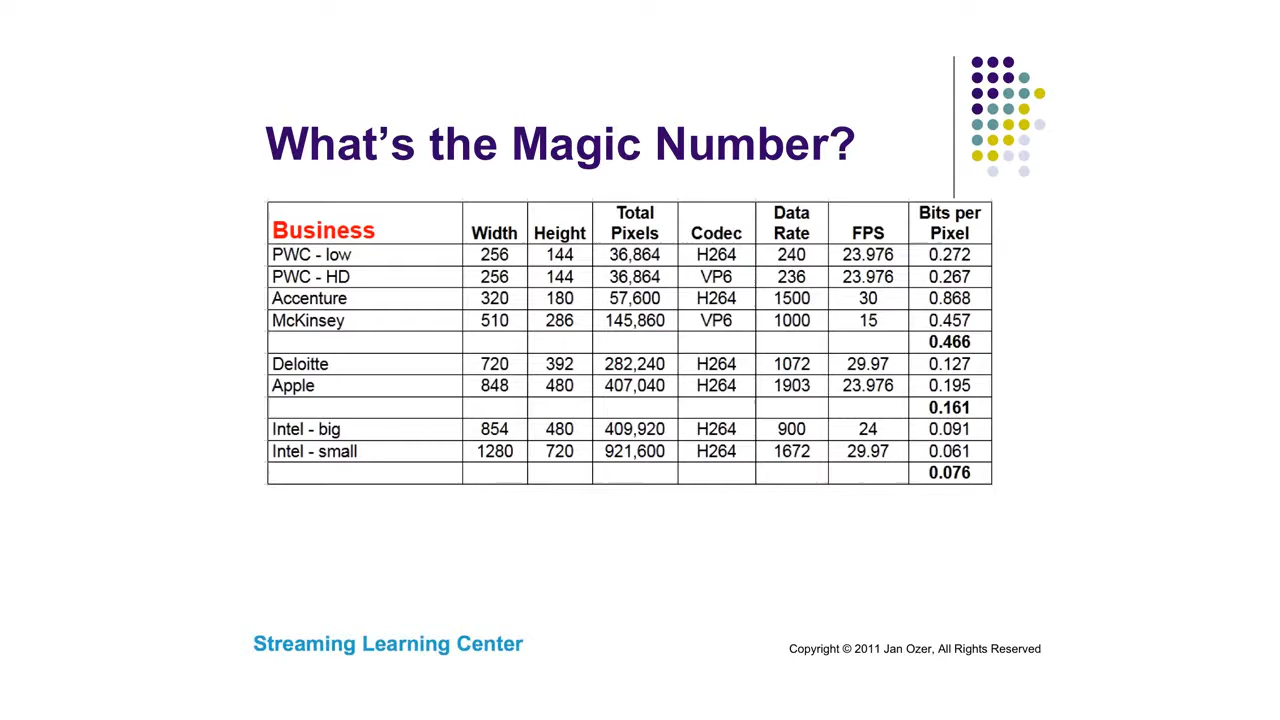 What's the Magic Number?
Business Width Height Total Pixels Codec Data Rate FPS Bits per Pixel
PWC - low 256 144 36,864 H264 240 23.976 0.272
PWC - HD 256 144 36,864 VP6 236 23.976 0.267
Accenture 320 180 57,600 H264 1500 30 0.868
McKinsey 510 286 145,860 VP6 1000 15 0.457
0.466
Deloitte 720 392 282,240 H264 1072 29.97 0.127
Apple 848 480 407,040 H264 1903 23.976 0.195
0.161
Intel - big 854 480 409,920 H264 900 24 0.091
Intel - small 1280 720 921,600 H264 1672 29.97 0.061
0.076
Streaming Learning Center
Copyright © 2011 Jan Ozer, All Rights Reserved